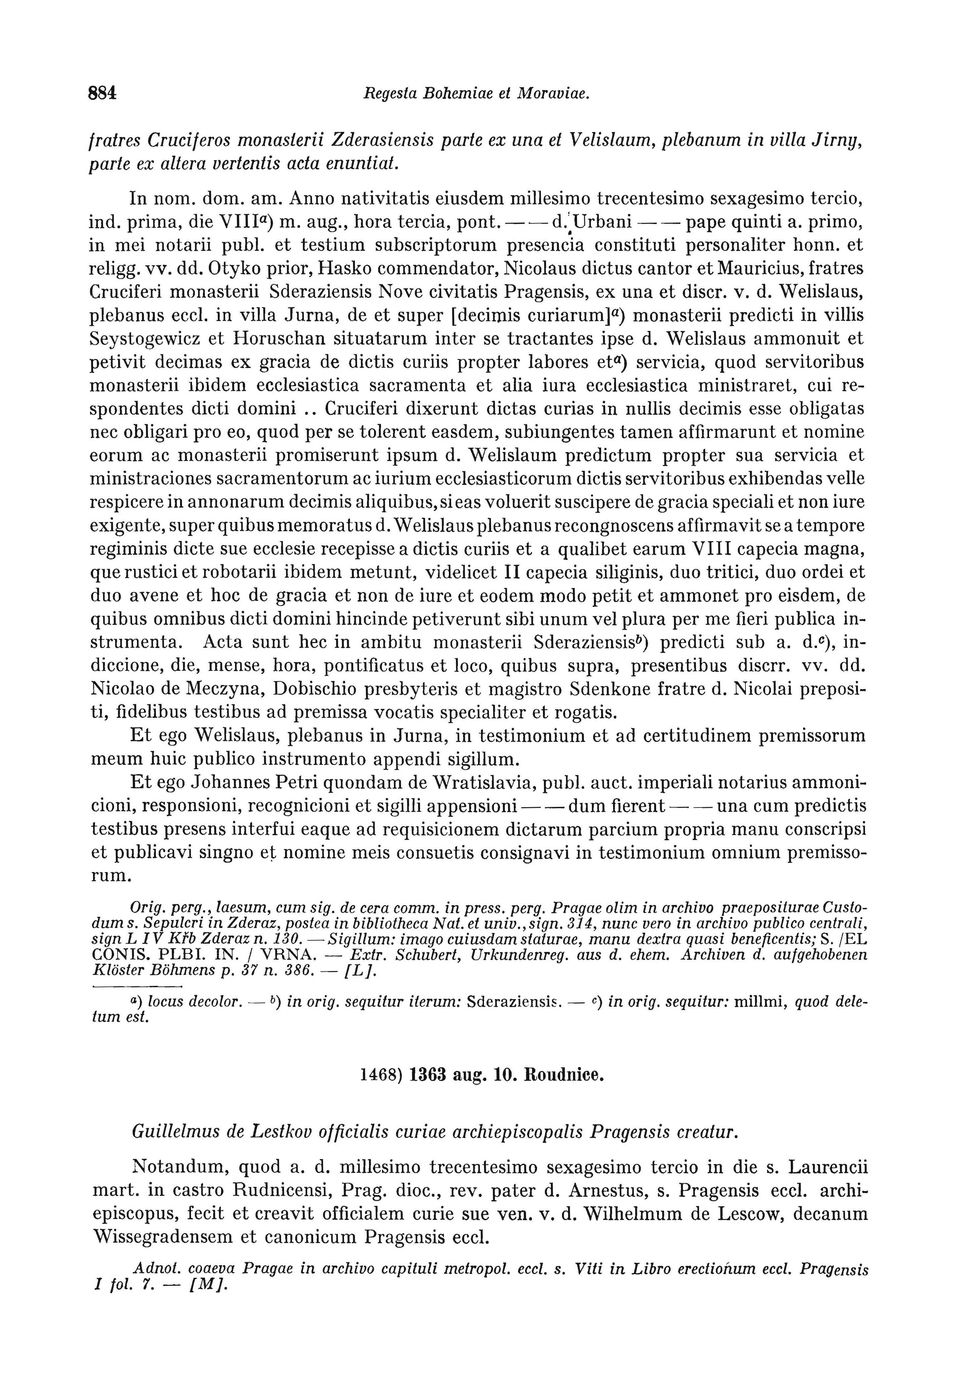 884 Regesta Bohemiae et Moraviae.
fratres Cruciferos monasterii Zderasiensis parte ex una et Velislaum, plebanum in villa Jirny,
parte ex altera vertentis acta enuntiat.
In nom. dom. am. Anno nativitatis eiusdem millesimo trecentesimo sexagesimo tercio,
ind. prima, die VIIIa) m. aug., hora tercia, pont. — — d. Urbani — — pape quinti a. primo,
in mei notarii publ. et testium subscriptorum presencia constituti personaliter honn. et
religg. vv. dd. Otyko prior, Hasko commendator, Nicolaus dictus cantor et Mauricius, fratres
Cruciferi monasterii Sderaziensis Nove civitatis Pragensis, ex una et discr. v. d. Welislaus,
plebanus eccl. in villa Jurna, de et super [decimis curiarum]a) monasterii predicti in villis
Seystogewicz et Horuschan situatarum inter se tractantes ipse d. Welislaus ammonuit et
petivit decimas ex gracia de dictis curiis propter labores eta) servicia, quod servitoribus
monasterii ibidem ecclesiastica sacramenta et alia iura ecclesiastica ministraret, cui re-
spondentes dicti domini .. Cruciferi dixerunt dictas curias in nullis decimis esse obligatas
nec obligari pro eo, quod per se tolerent easdem, subiungentes tamen affirmarunt et nomine
eorum ac monasterii promiserunt ipsum d. Welislaum predictum propter sua servicia et
ministraciones sacramentorum ac iurium ecclesiasticorum dictis servitoribus exhibendas velle
respicere in annonarum decimis aliquibus, si eas voluerit suscipere de gracia speciali et non iure
exigente, super quibus memoratus d. Welislaus plebanus recongnoscens affirmavit se a tempore
regiminis dicte sue ecclesie recepisse a dictis curiis et a qualibet earum VIII capecia magna,
que rustici et robotarii ibidem metunt, videlicet II capecia siliginis, duo tritici, duo ordei et
duo avene et hoc de gracia et non de iure et eodem modo petit et ammonet pro eisdem, de
quibus omnibus dicti domini hincinde petiverunt sibi unum vel plura per me fieri publica in-
strumenta. Acta sunt hec in ambitu monasterii Sderaziensisb) predicti sub a. d.c), in-
diccione, die, mense, hora, pontificatus et loco, quibus supra, presentibus discrr. vv. dd.
Nicolao de Meczyna, Dobischio presbyteris et magistro Sdenkone fratre d. Nicolai preposi-
ti, fidelibus testibus ad premissa vocatis specialiter et rogatis.
Et ego Welislaus, plebanus in Jurna, in testimonium et ad certitudinem premissorum
meum huic publico instrumento appendi sigillum.
Et ego Johannes Petri quondam de Wratislavia, publ. auct. imperiali notarius ammoni-
cioni, responsioni, recognicioni et sigilli appensioni — — dum fierent — — una cum predictis
testibus presens interfui eaque ad requisicionem dictarum parcium propria manu conscripsi
et publicavi singno et nomine meis consuetis consignavi in testimonium omnium premisso-
rum.
Orig. perg., laesum, cum sig. de cera comm. in press. perg. Pragae olim in archivo praepositurae Custo-
dum s. Sepulcri in Zderaz, postea in bibliotheca Nat. et univ., sign. 314, nunc vero in archivo publico centrali,
sign L IV Křb Zderaz n. 130. — Sigillum: imago cuiusdam staturae, manu dextra quasi beneficentis; S. /EL
CONIS. PLBI. IN. / VRNA. — Extr. Schubert, Urkundenreg. aus d. ehem. Archiven d. aufgehobenen
Klöster Böhmens p. 37 n. 386. — [L].
a) locus decolor. — b) in orig. sequitur iterum: Sderaziensis. — c) in orig. sequitur: millmi, quod dele-
tum est.
1468) 1363 aug. 10. Roudnice.
Guillelmus de Lestkov officialis curiae archiepiscopalis Pragensis creatur.
Notandum, quod a. d. millesimo trecentesimo sexagesimo tercio in die s. Laurencii
mart. in castro Rudnicensi, Prag. dioc., rev. pater d. Arnestus, s. Pragensis eccl. archi-
episcopus, fecit et creavit officialem curie sue ven. v. d. Wilhelmum de Lescow, decanum
Wissegradensem et canonicum Pragensis eccl.
Adnot. coaeva Pragae in archivo capituli metropol. eccl. s. Viti in Libro erectionum eccl. Pragensis
I fol. 7. — [M].